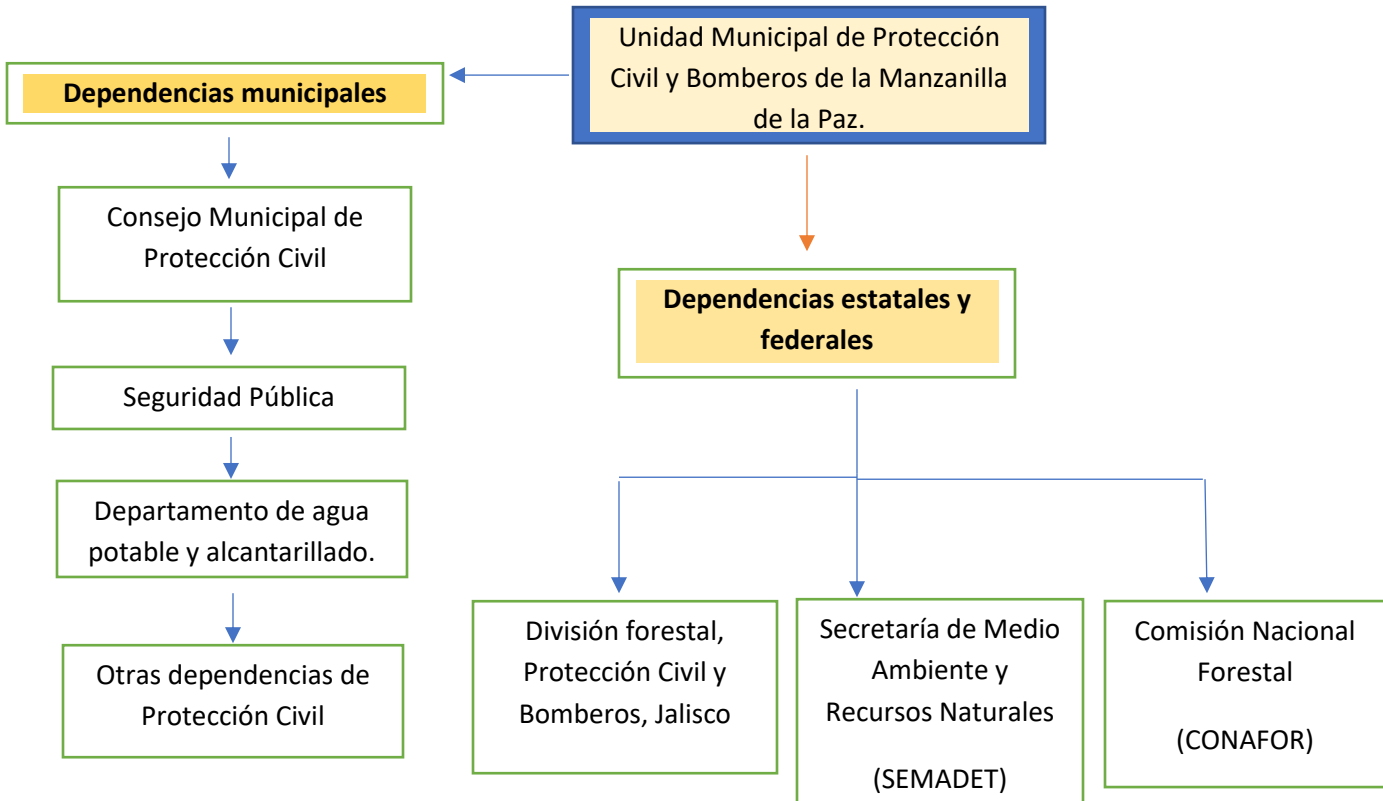 Unidad Municipal de Protección
Civil y Bomberos de la Manzanilla
de la Paz.
Dependencias municipales
Consejo Municipal de
Protección Civil
Seguridad Pública
Departamento de agua
potable y alcantarillado.
Otras dependencias de
Protección Civil
Dependencias estatales y
federales
División forestal,
Protección Civil y
Bomberos, Jalisco
Secretaría de Medio
Ambiente y
Recursos Naturales
(SEMADET)
Comisión Nacional
Forestal
(CONAFOR)